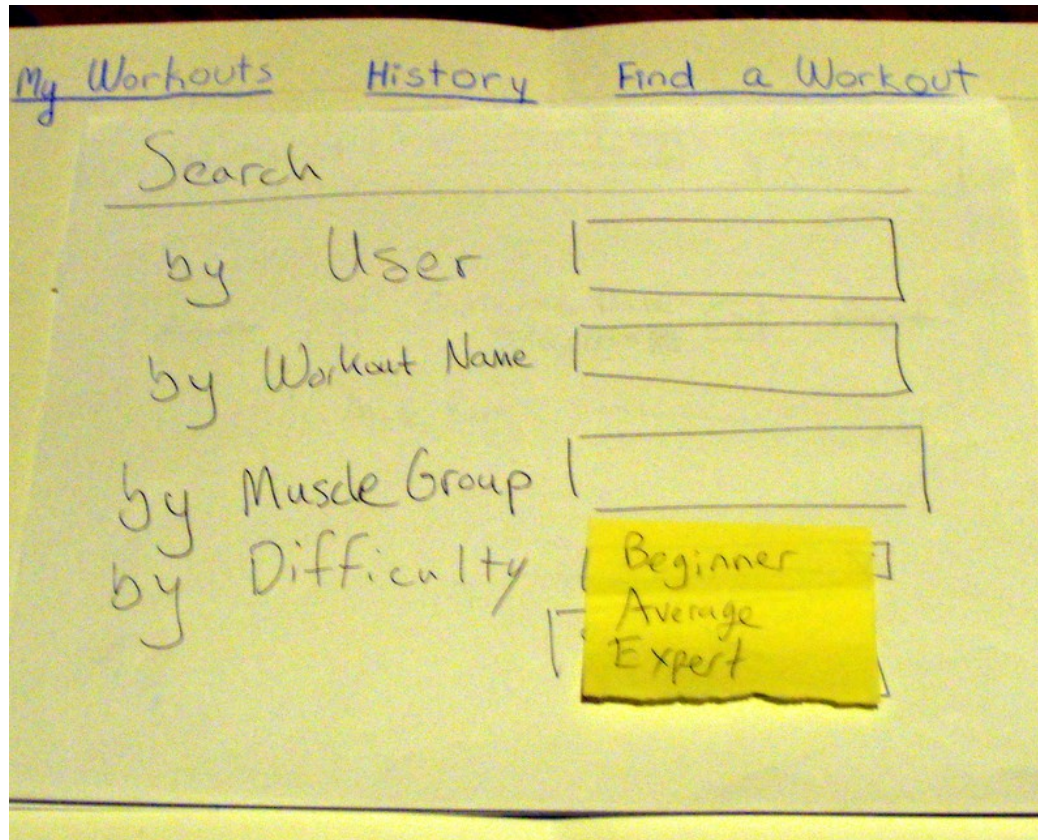 My Workouts History Find a Workout
Search
by User
by Workout Name
by Muscle Group
by Difficulty Beginner
Average
Expert